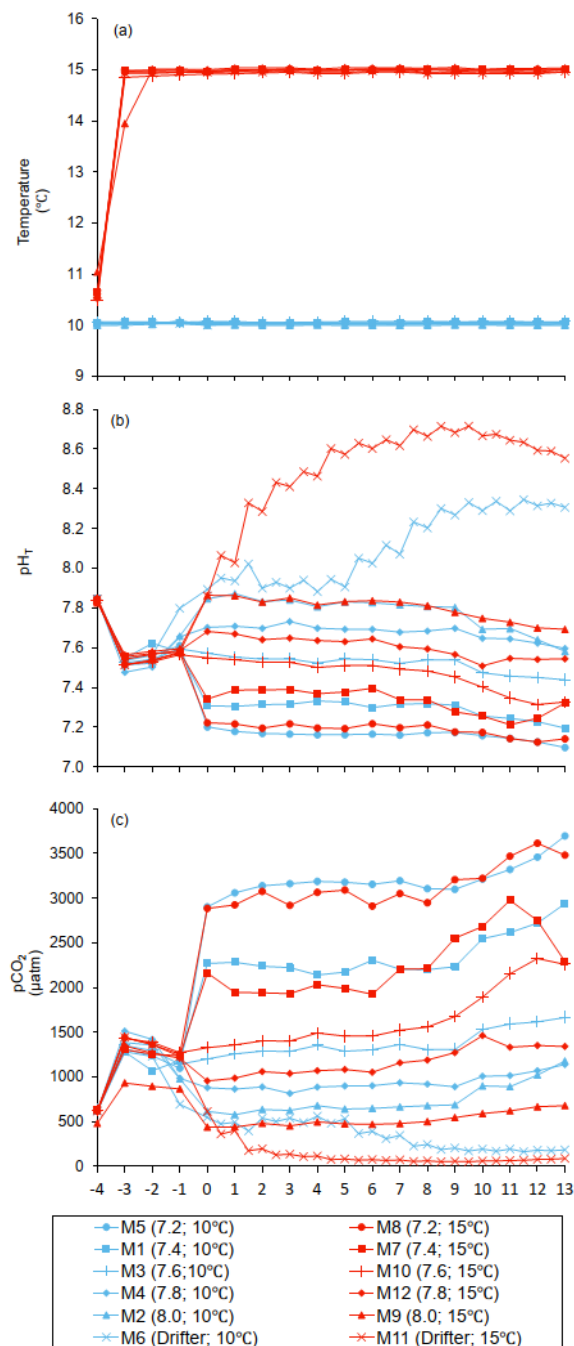 16
(a)
15
14
13
12
11
10
9
Temperature
(℃)
8.8
(b)
8.6
8.4
8.2
8.0
7.8
7.6
7.4
7.2
7.0
pHT
4000
(c)
3500
3000
2500
2000
1500
1000
500
0
pCO2
(µatm)
-4 -3 -2 -1 0 1 2 3 4 5 6 7 8 9 10 11 12 13
M5 (7.2; 10℃) M8 (7.2; 15℃)
M1 (7.4; 10℃) M7 (7.4; 15℃)
M3 (7.6;10℃) M10 (7.6; 15℃)
M4 (7.8; 10℃) M12 (7.8; 15℃)
M2 (8.0; 10℃) M9 (8.0; 15℃)
M6 (Drifter; 10℃) M11 (Drifter; 15℃)